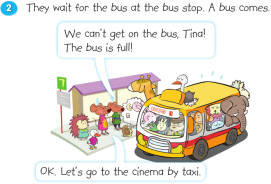 2 They wait for the bus at the bus stop. A bus comes.
We can't get on the bus, Tina!
The bus is full!
OK. Let's go to the cinema by taxi.